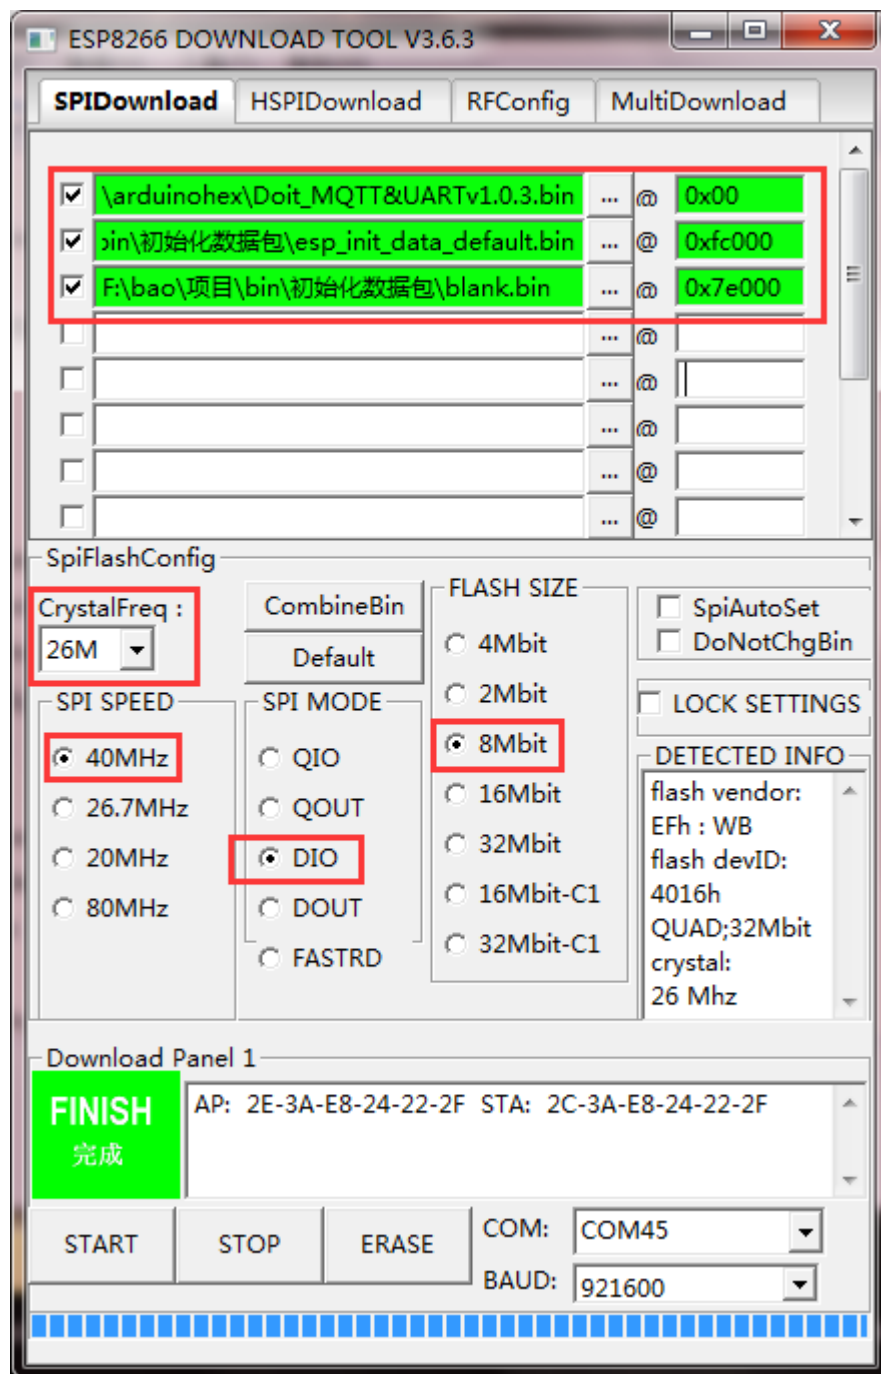 ESP8266 DOWNLOAD TOOL V3.6.3
SPIDownload HSPIDownload RFConfig MultiDownload
\arduinohex\Doit_MQTT&UARTv1.0.3.bin ... @ 0x00
bin\初始化数据包\esp_init_data_default.bin ... @ 0xfc000
F:\bao\项目\bin\初始化数据包\blank.bin ... @ 0x7e000
... @
... @
... @
... @
... @
SpiFlashConfig
CrystalFreq :
26M
CombineBin
Default
SPI SPEED
40MHz
26.7MHz
20MHz
80MHz
SPI MODE
QIO
QOUT
DIO
DOUT
FASTRD
FLASH SIZE
4Mbit
2Mbit
8Mbit
16Mbit
32Mbit
16Mbit-C1
32Mbit-C1
SpiAutoSet
DoNotChgBin
LOCK SETTINGS
DETECTED INFO
flash vendor:
EFh : WB
flash devID:
4016h
QUAD;32Mbit
crystal:
26 Mhz
Download Panel 1
FINISH
完成
AP: 2E-3A-E8-24-22-2F STA: 2C-3A-E8-24-22-2F
START STOP ERASE
COM: COM45
BAUD: 921600